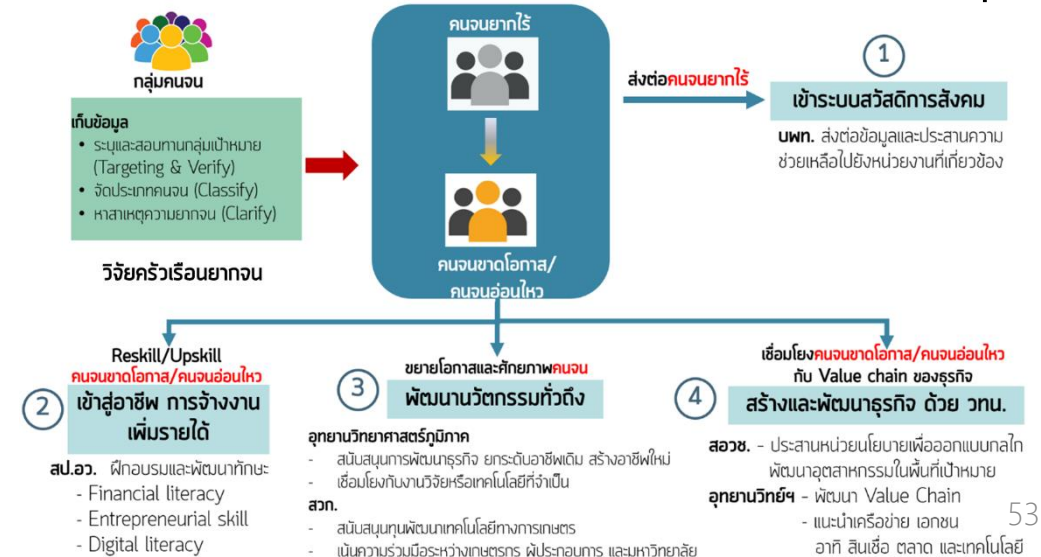 กลุ่มคนจน
เก็บข้อมูล
• ระบุและสอบทานกลุ่มเป้าหมาย
(Targeting & Verify)
• จัดประเภทคนจน (Classify)
• หาสาเหตุความยากจน (Clarify)
วิจัยครัวเรือนยากจน
คนจนยากไร้
คนจนขาดโอกาส/
คนจนอ่อนไหว
ส่งต่อคนจนยากไร้
1
เข้าระบบสวัสดิการสังคม
บพท. ส่งต่อข้อมูลและประสานความ
ช่วยเหลือไปยังหน่วยงานที่เกี่ยวข้อง
Reskill/Upskill
คนจนขาดโอกาส/คนจนอ่อนไหว
2
เข้าสู่อาชีพ การจ้างงาน
เพิ่มรายได้
สป.อว. ฝึกอบรมและพัฒนาทักษะ
- Financial literacy
- Entrepreneurial skill
- Digital literacy
ขยายโอกาสและศักยภาพคนจน
3
พัฒนานวัตกรรมทั่วถึง
อุทยานวิทยาศาสตร์ภูมิภาค
- สนับสนุนการพัฒนาธุรกิจ ยกระดับอาชีพเดิม สร้างอาชีพใหม่
- เชื่อมโยงกับงานวิจัยหรือเทคโนโลยีที่จำเป็น
สวก.
- สนับสนุนทุนพัฒนาเทคโนโลยีทางการเกษตร
- เน้นความร่วมมือระหว่างเกษตรกร ผู้ประกอบการ และมหาวิทยาลัย
เชื่อมโยงคนจนขาดโอกาส/คนจนอ่อนไหว
กับ Value chain ของธุรกิจ
4
สร้างและพัฒนาธุรกิจ ด้วย วทน.
สอวช. - ประสานหน่วยนโยบายเพื่อออกแบบกลไก
พัฒนาอุตสาหกรรมในพื้นที่เป้าหมาย
อุทยานวิทย์ฯ - พัฒนา Value Chain
- แนะนำเครือข่าย เอกชน
อาทิ สินเชื่อ ตลาด และเทคโนโลยี
53